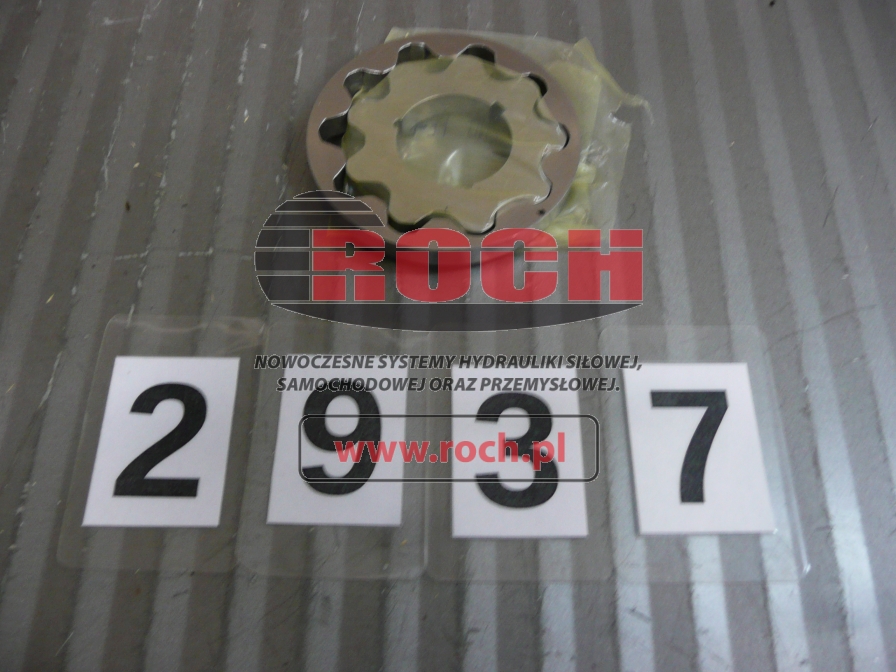 ROCH
NOWOCZESNE SYSTEMY HYDRAULIKI SIŁOWEJ,
SAMOCHODOWEJ ORAZ PRZEMYSŁOWEJ.
2 9 3 7
www.roch.pl